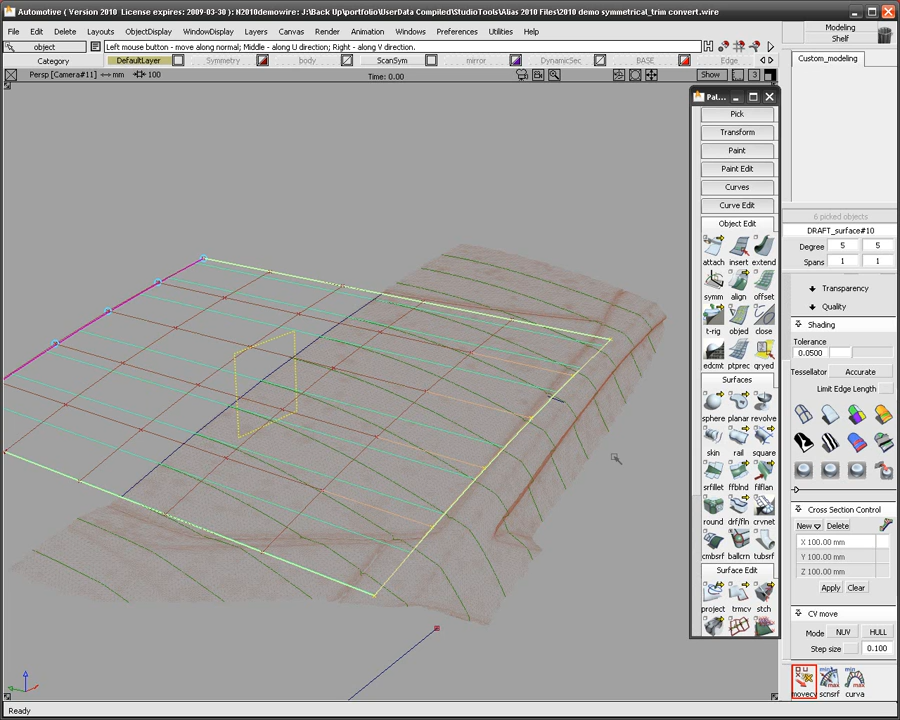 Automotive ( Version 2010 License expires: 2009-03-30 ): H2010demowire: J:\Back Up\portfolio\UserData Compiled\StudioTools\Alias 2010 Files\2010 demo symmetrical_trim convert.wire
File Edit Delete Layouts ObjectDisplay WindowDisplay Layers Canvas Render Animation Windows Preferences Utilities Help
object Left mouse button - move along normal; Middle - along U direction; Right - along V direction.
Category DefaultLayer Symmetry body ScanSym mirror DynamicSec BASE Edge
Persp [Camera#11] mm 100 Time: 0.00 Show 3
Modeling
Shelf
Custom_modeling
Pal...
Pick
Transform
Paint
Paint Edit
Curves
Curve Edit
Object Edit
attach insert extend
symm align offset
t-rig objed close
edcmt ptprec qryed
Surfaces
sphere planar revolve
skin rail square
srfillet ffblnd filflan
round drf/fln crvnet
cmbsrf ballcrn tubsrf
Surface Edit
project trmcv stch
6 picked objects
DRAFT_surface#10
Degree 5 5
Spans 1 1
Transparency
Quality
Shading
Tolerance
0.0500
Tessellator Accurate
Limit Edge Length
Cross Section Control
New Delete
X 100.00 mm
Y 100.00 mm
Z 100.00 mm
Apply Clear
CV move
Mode NUV HULL
Step size 0.100
movecv scnsrf curva
Ready